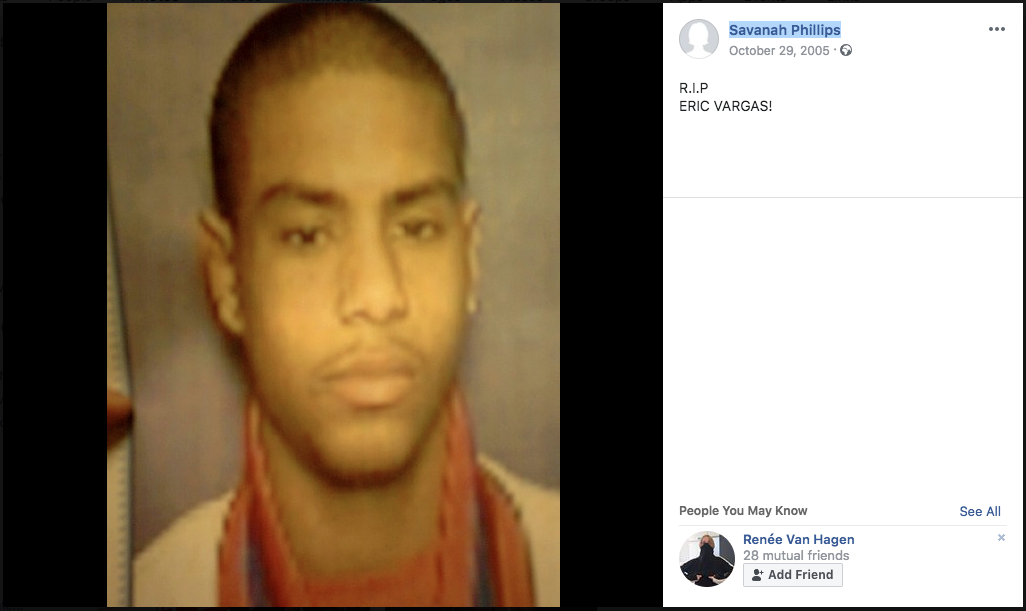 Savanah Phillips
October 29, 2005 ·
R.I.P
ERIC VARGAS!
People You May Know
See All
Renée Van Hagen
28 mutual friends
Add Friend